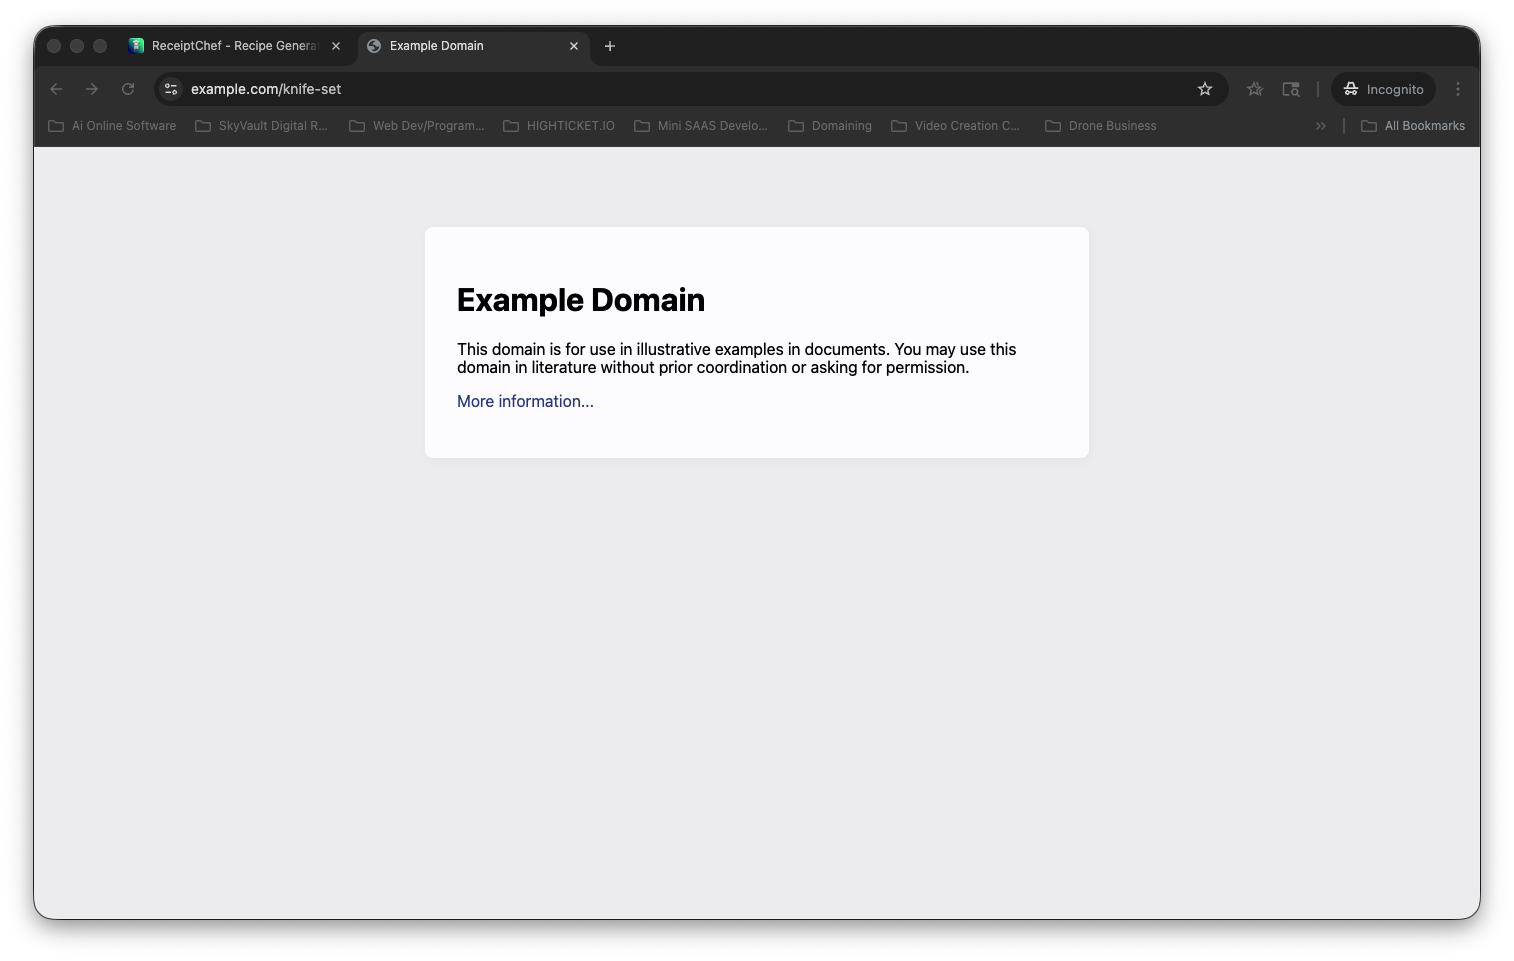 ReceiptChef - Recipe Genera
Example Domain
example.com/knife-set
Incognito
Ai Online Software
SkyVault Digital R...
Web Dev/Program...
HIGHTICKET.IO
Mini SAAS Develo...
Domaining
Video Creation C...
Drone Business
All Bookmarks
Example Domain
This domain is for use in illustrative examples in documents. You may use this
domain in literature without prior coordination or asking for permission.
More information...